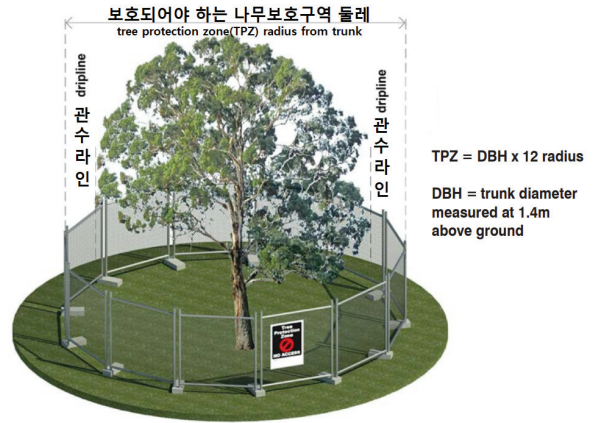 보호되어야 하는 나무보호구역 둘레
tree protection zone(TPZ) radius from trunk
dripline
관수라인
dripline
관수라인
TPZ = DBH x 12 radius
DBH = trunk diameter
measured at 1.4m
above ground
Tree
Protection
Zone
NO ACCESS